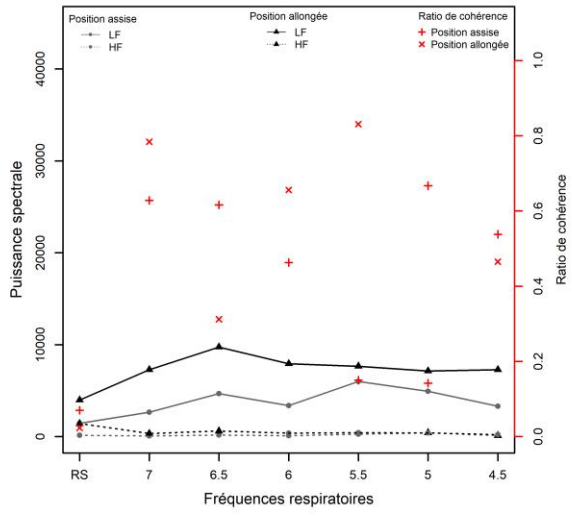 Position assise
LF
HF
Position allongée
LF
HF
Ratio de cohérence
Position assise
Position allongée
Puissance spectrale
40000
30000
20000
10000
0
1.0
0.8
0.6
0.4
0.2
0.0
Ratio de cohérence
RS 7 6.5 6 5.5 5 4.5
Fréquences respiratoires